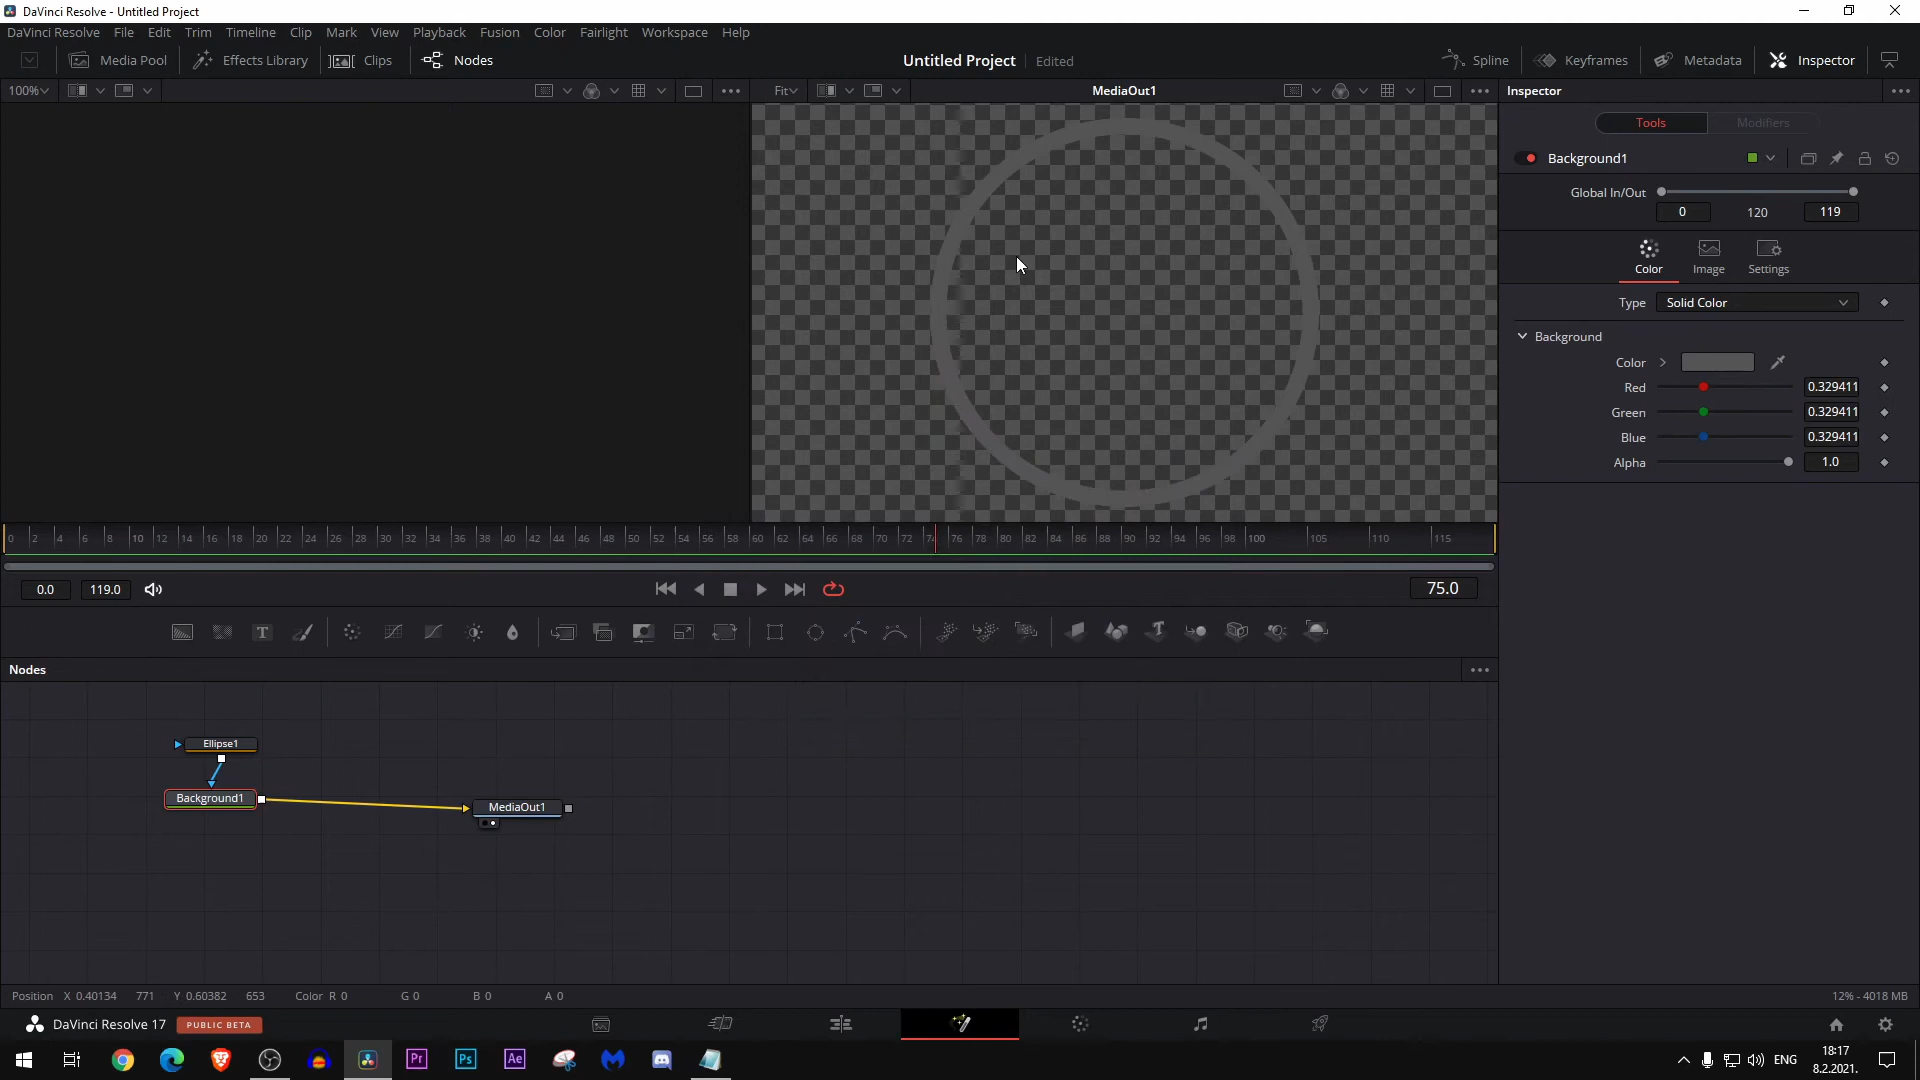 DaVinci Resolve - Untitled Project
DaVinci Resolve File Edit Trim Timeline Clip Mark View Playback Fusion Color Fairlight Workspace Help
Media Pool Effects Library Clips Nodes Untitled Project Edited Spline Keyframes Metadata Inspector
100% Fit MediaOut1 Inspector
Tools Modifiers
Background1
Global In/Out
0 120 119
Color Image Settings
Type Solid Color
Background
Color
Red 0.329411
Green 0.329411
Blue 0.329411
Alpha 1.0
0 2 4 6 8 10 12 14 16 18 20 22 24 26 28 30 32 34 36 38 40 42 44 46 48 50 52 54 56 58 60 62 64 66 68 70 72 74 76 78 80 82 84 86 88 90 92 94 96 98 100 105 110 115
0.0 119.0 75.0
T
Nodes
Ellipse1
Background1
MediaOut1
Position X 0.40134 771 Y 0.60382 653 Color R 0 G 0 B 0 A 0 12% - 4018 MB
DaVinci Resolve 17 PUBLIC BETA
Pr Ps Ae ENG 18:17
8.2.2021.